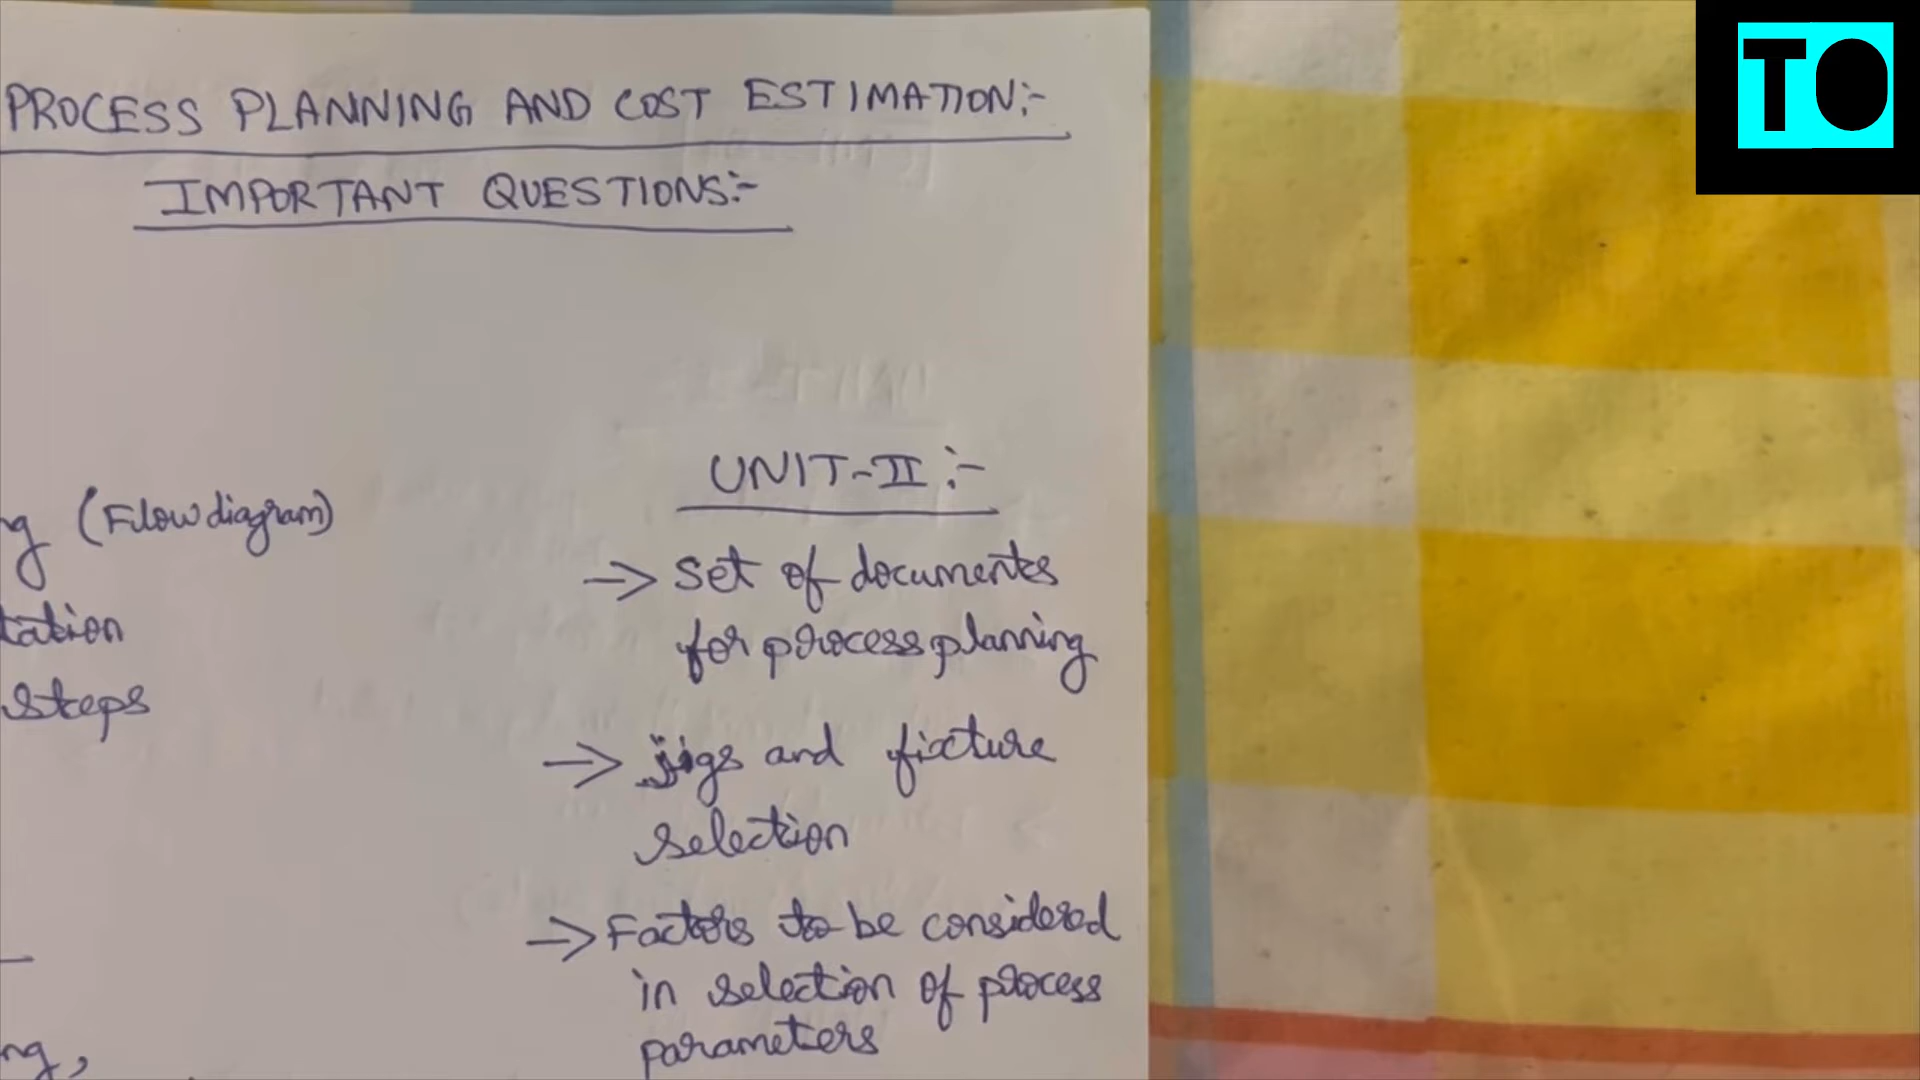 PROCESS PLANNING AND COST ESTIMATION:-
IMPORTANT QUESTIONS:-
(Flow diagram)
steps
UNIT-II:-
→ set of documents
for process planning
→ jigs and fixture
selection
→ Factors to be considered
in selection of process
parameters
TO